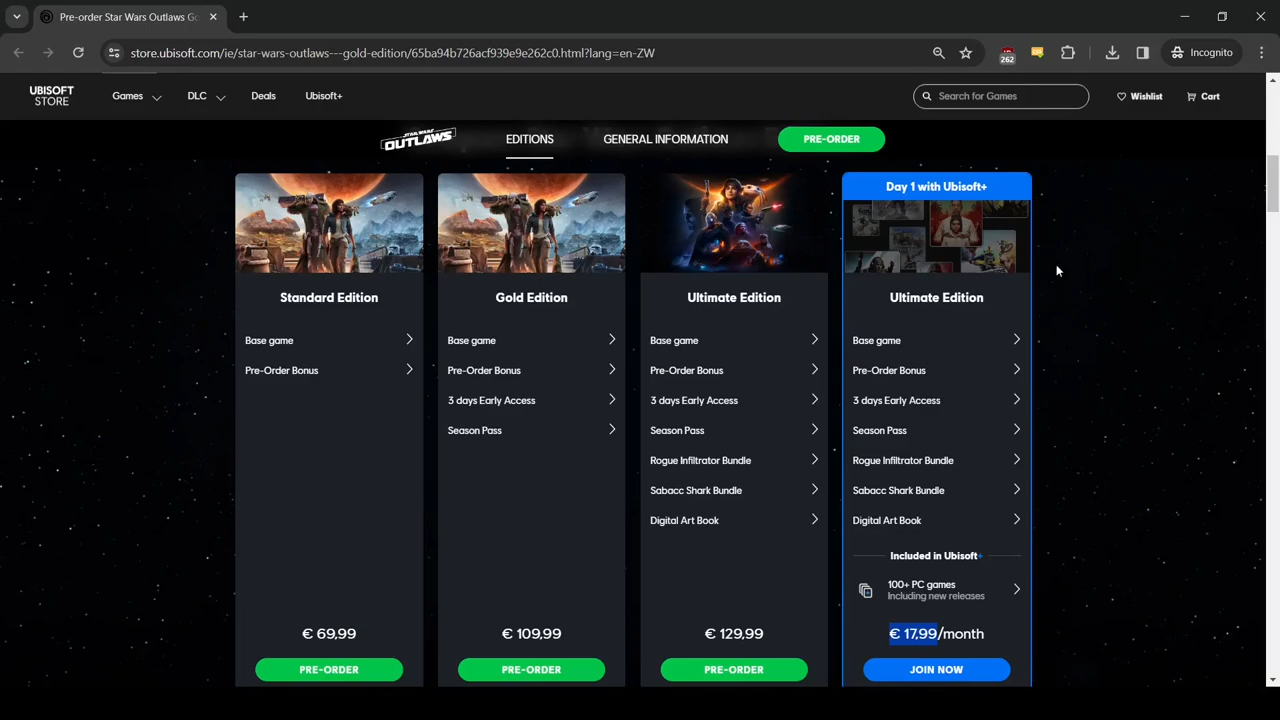 Pre-order Star Wars Outlaws Go
store.ubisoft.com/ie/star-wars-outlaws---gold-edition/65ba94b726acf939e9e262c0.html?lang=en-ZW
262
Incognito
UBISOFT
STORE
Games
DLC
Deals
Ubisoft+
Search for Games
Wishlist
Cart
STAR WARS
OUTLAWS
EDITIONS
GENERAL INFORMATION
PRE-ORDER
Standard Edition
Base game
Pre-Order Bonus
€ 69,99
PRE-ORDER
Gold Edition
Base game
Pre-Order Bonus
3 days Early Access
Season Pass
€ 109,99
PRE-ORDER
Ultimate Edition
Base game
Pre-Order Bonus
3 days Early Access
Season Pass
Rogue Infiltrator Bundle
Sabacc Shark Bundle
Digital Art Book
€ 129,99
PRE-ORDER
Day 1 with Ubisoft+
Ultimate Edition
Base game
Pre-Order Bonus
3 days Early Access
Season Pass
Rogue Infiltrator Bundle
Sabacc Shark Bundle
Digital Art Book
Included in Ubisoft+
100+ PC games
Including new releases
€ 17,99/month
JOIN NOW